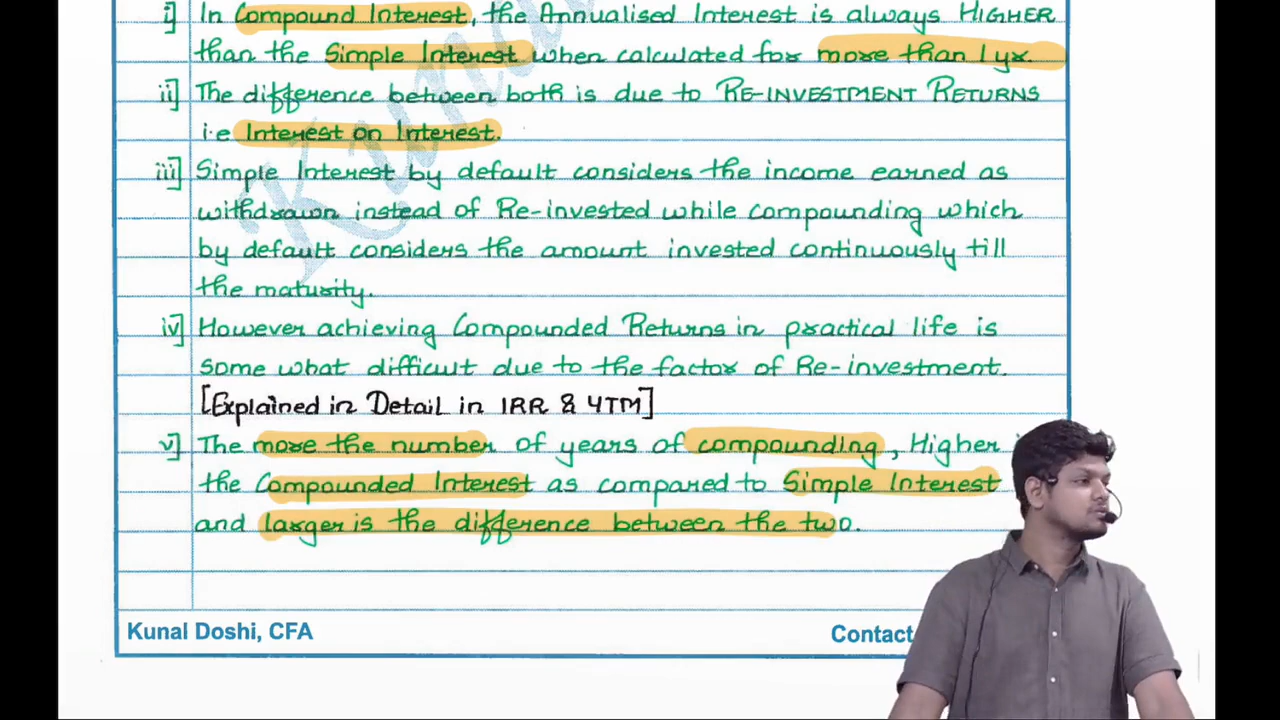 i] In Compound Interest, the Annualised Interest is always HIGHER
than the Simple Interest when calculated for more than 1 yr.
ii] The difference between both is due to RE-INVESTMENT RETURNS
i.e Interest on Interest.
iii] Simple Interest by default considers the income earned as
withdrawn instead of Re-invested while compounding which
by default considers the amount invested continuously till
the maturity.
iv] However achieving Compounded Returns in practical life is
some what difficult due to the factor of Re-investment.
[Explained in Detail in IRR & YTM]
v] The more the number of years of compounding, Higher
the Compounded Interest as compared to Simple Interest
and larger is the difference between the two.
Kunal Doshi, CFA
Contact